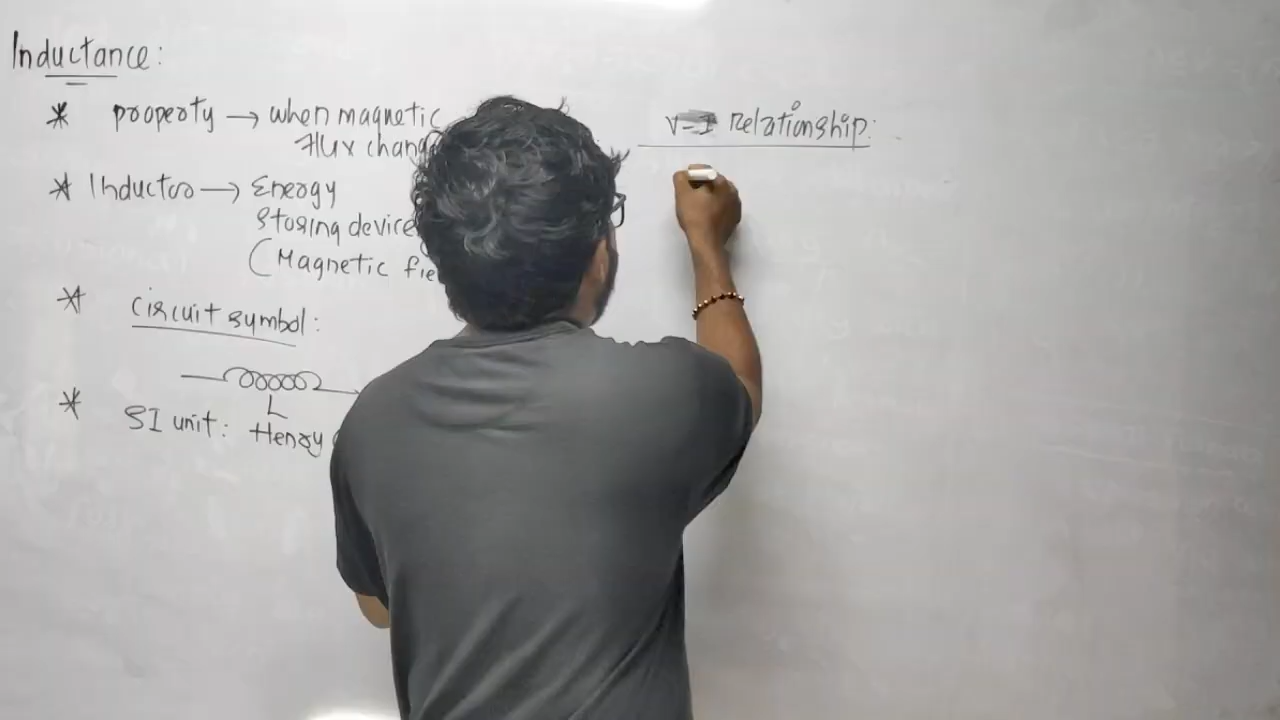 Inductance:
* property → when magnetic
flux chang
* Inductor → Energy
storing device
(Magnetic fie
* circuit symbol:
L
* SI unit: Henry
V-I Relationship: